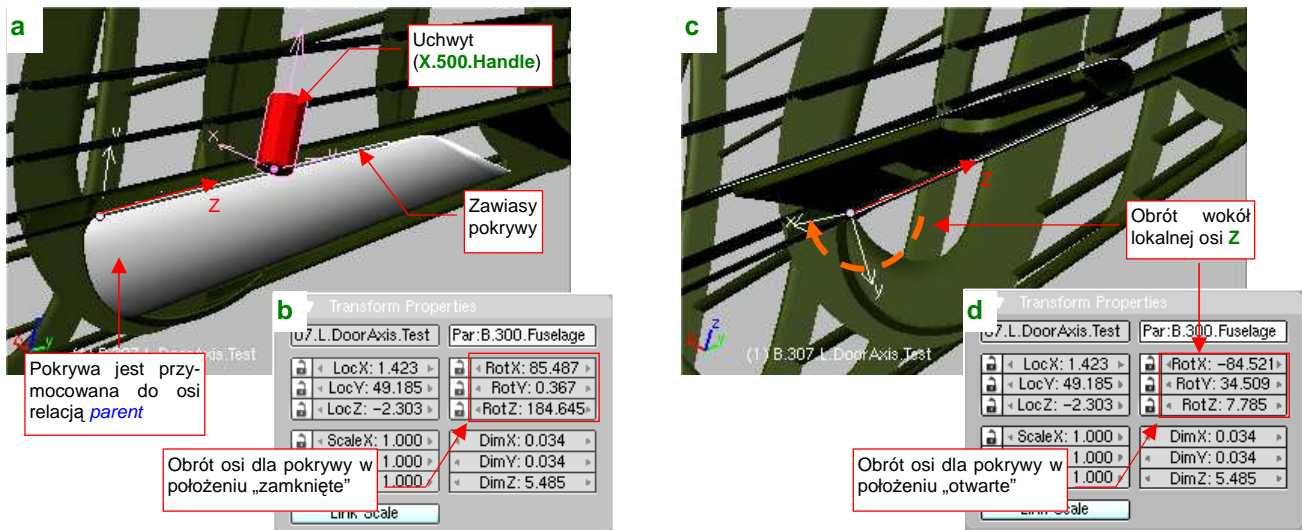 a
Uchwyt
(X.500.Handle)
y
x
y
Z
Zawiasy
pokrywy
Pokrywa jest przy-
mocowana do osi
relacją parent
(1) B.307.L.DoorAxis.Test
b
Transform Properties
07.L.DoorAxis.Test
Par:B.300.Fuselage
LocX: 1.423
RotX: 85.487
LocY: 49.185
RotY: 0.367
LocZ: -2.303
RotZ: 184.645
ScaleX: 1.000
DimX: 0.034
1.000
DimY: 0.034
1.000
DimZ: 5.485
Link Scale
Obrót osi dla pokrywy w
położeniu „zamknięte”
c
Z
x
y
Obrót wokół
lokalnej osi Z
z
y
(1) B.307.L.DoorAxis.Test
d
Transform Properties
07.L.DoorAxis.Test
Par:B.300.Fuselage
LocX: 1.423
RotX: -84.521
LocY: 49.185
RotY: 34.509
LocZ: -2.303
RotZ: 7.785
ScaleX: 1.000
DimX: 0.034
1.000
DimY: 0.034
1.000
DimZ: 5.485
Link Scale
Obrót osi dla pokrywy w
położeniu „otwarte”